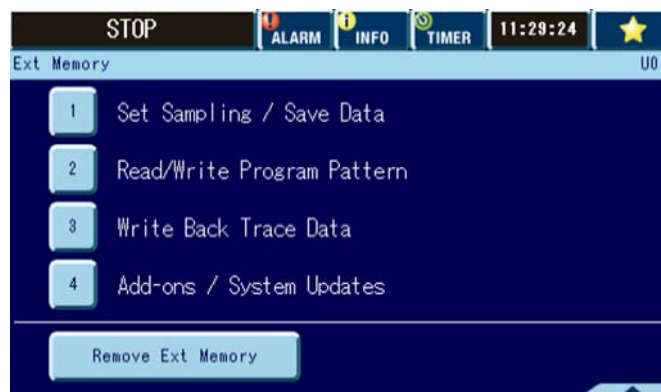 STOP ALARM INFO TIMER 11:29:24
Ext Memory U0
1 Set Sampling / Save Data
2 Read/Write Program Pattern
3 Write Back Trace Data
4 Add-ons / System Updates
Remove Ext Memory